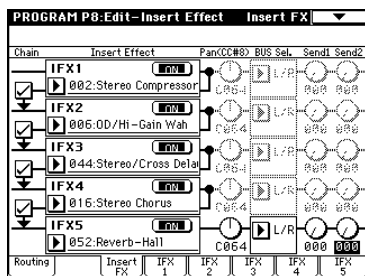 PROGRAM P8:Edit-Insert Effect Insert FX
Chain Insert Effect Pan(CC#8) BUS Sel. Send1 Send2
IFX1 ON
002:Stereo Compressor C064 L/R 000 000
IFX2 ON
006:OD/Hi-Gain Wah C064 L/R 000 000
IFX3 ON
044:Stereo/Cross Dela C064 L/R 000 000
IFX4 ON
016:Stereo Chorus C064 L/R 000 000
IFX5 ON
052:Reverb-Hall C064 L/R 000 000
Routing Insert FX IFX 1 IFX 2 IFX 3 IFX 4 IFX 5